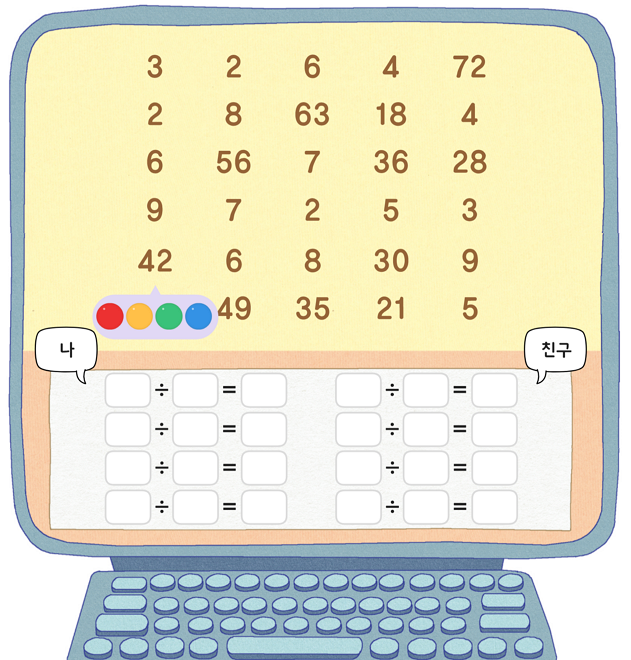 3 2 6 4 72
2 8 63 18 4
6 56 7 36 28
9 7 2 5 3
42 6 8 30 9
49 35 21 5
나
친구
÷ = ÷ =
÷ = ÷ =
÷ = ÷ =
÷ = ÷ =